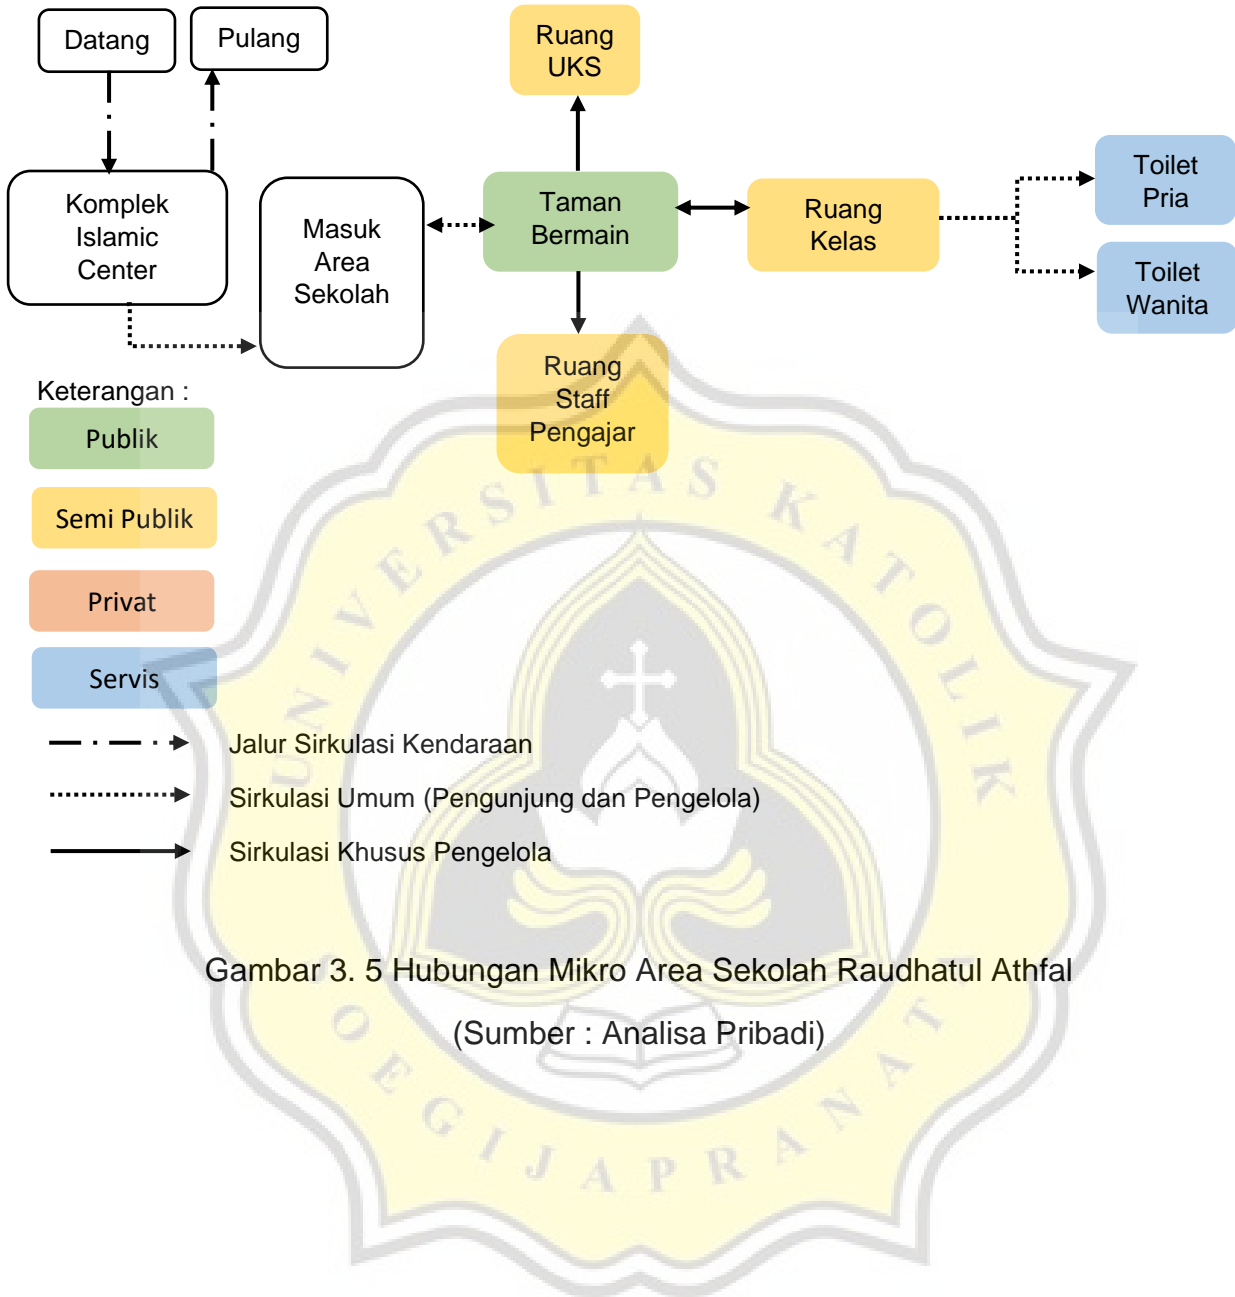 Datang
Pulang
Ruang
UKS
Komplek
Islamic
Center
Masuk
Area
Sekolah
Taman
Bermain
Ruang
Kelas
Toilet
Pria
Toilet
Wanita
Ruang
Staff
Pengajar
Keterangan :
Publik
Semi Publik
Privat
Servis
Jalur Sirkulasi Kendaraan
Sirkulasi Umum (Pengunjung dan Pengelola)
Sirkulasi Khusus Pengelola
Gambar 3. 5 Hubungan Mikro Area Sekolah Raudhatul Athfal
(Sumber : Analisa Pribadi)
UNIVERSITAS KATOLIK
SOEGIJAPRANATA